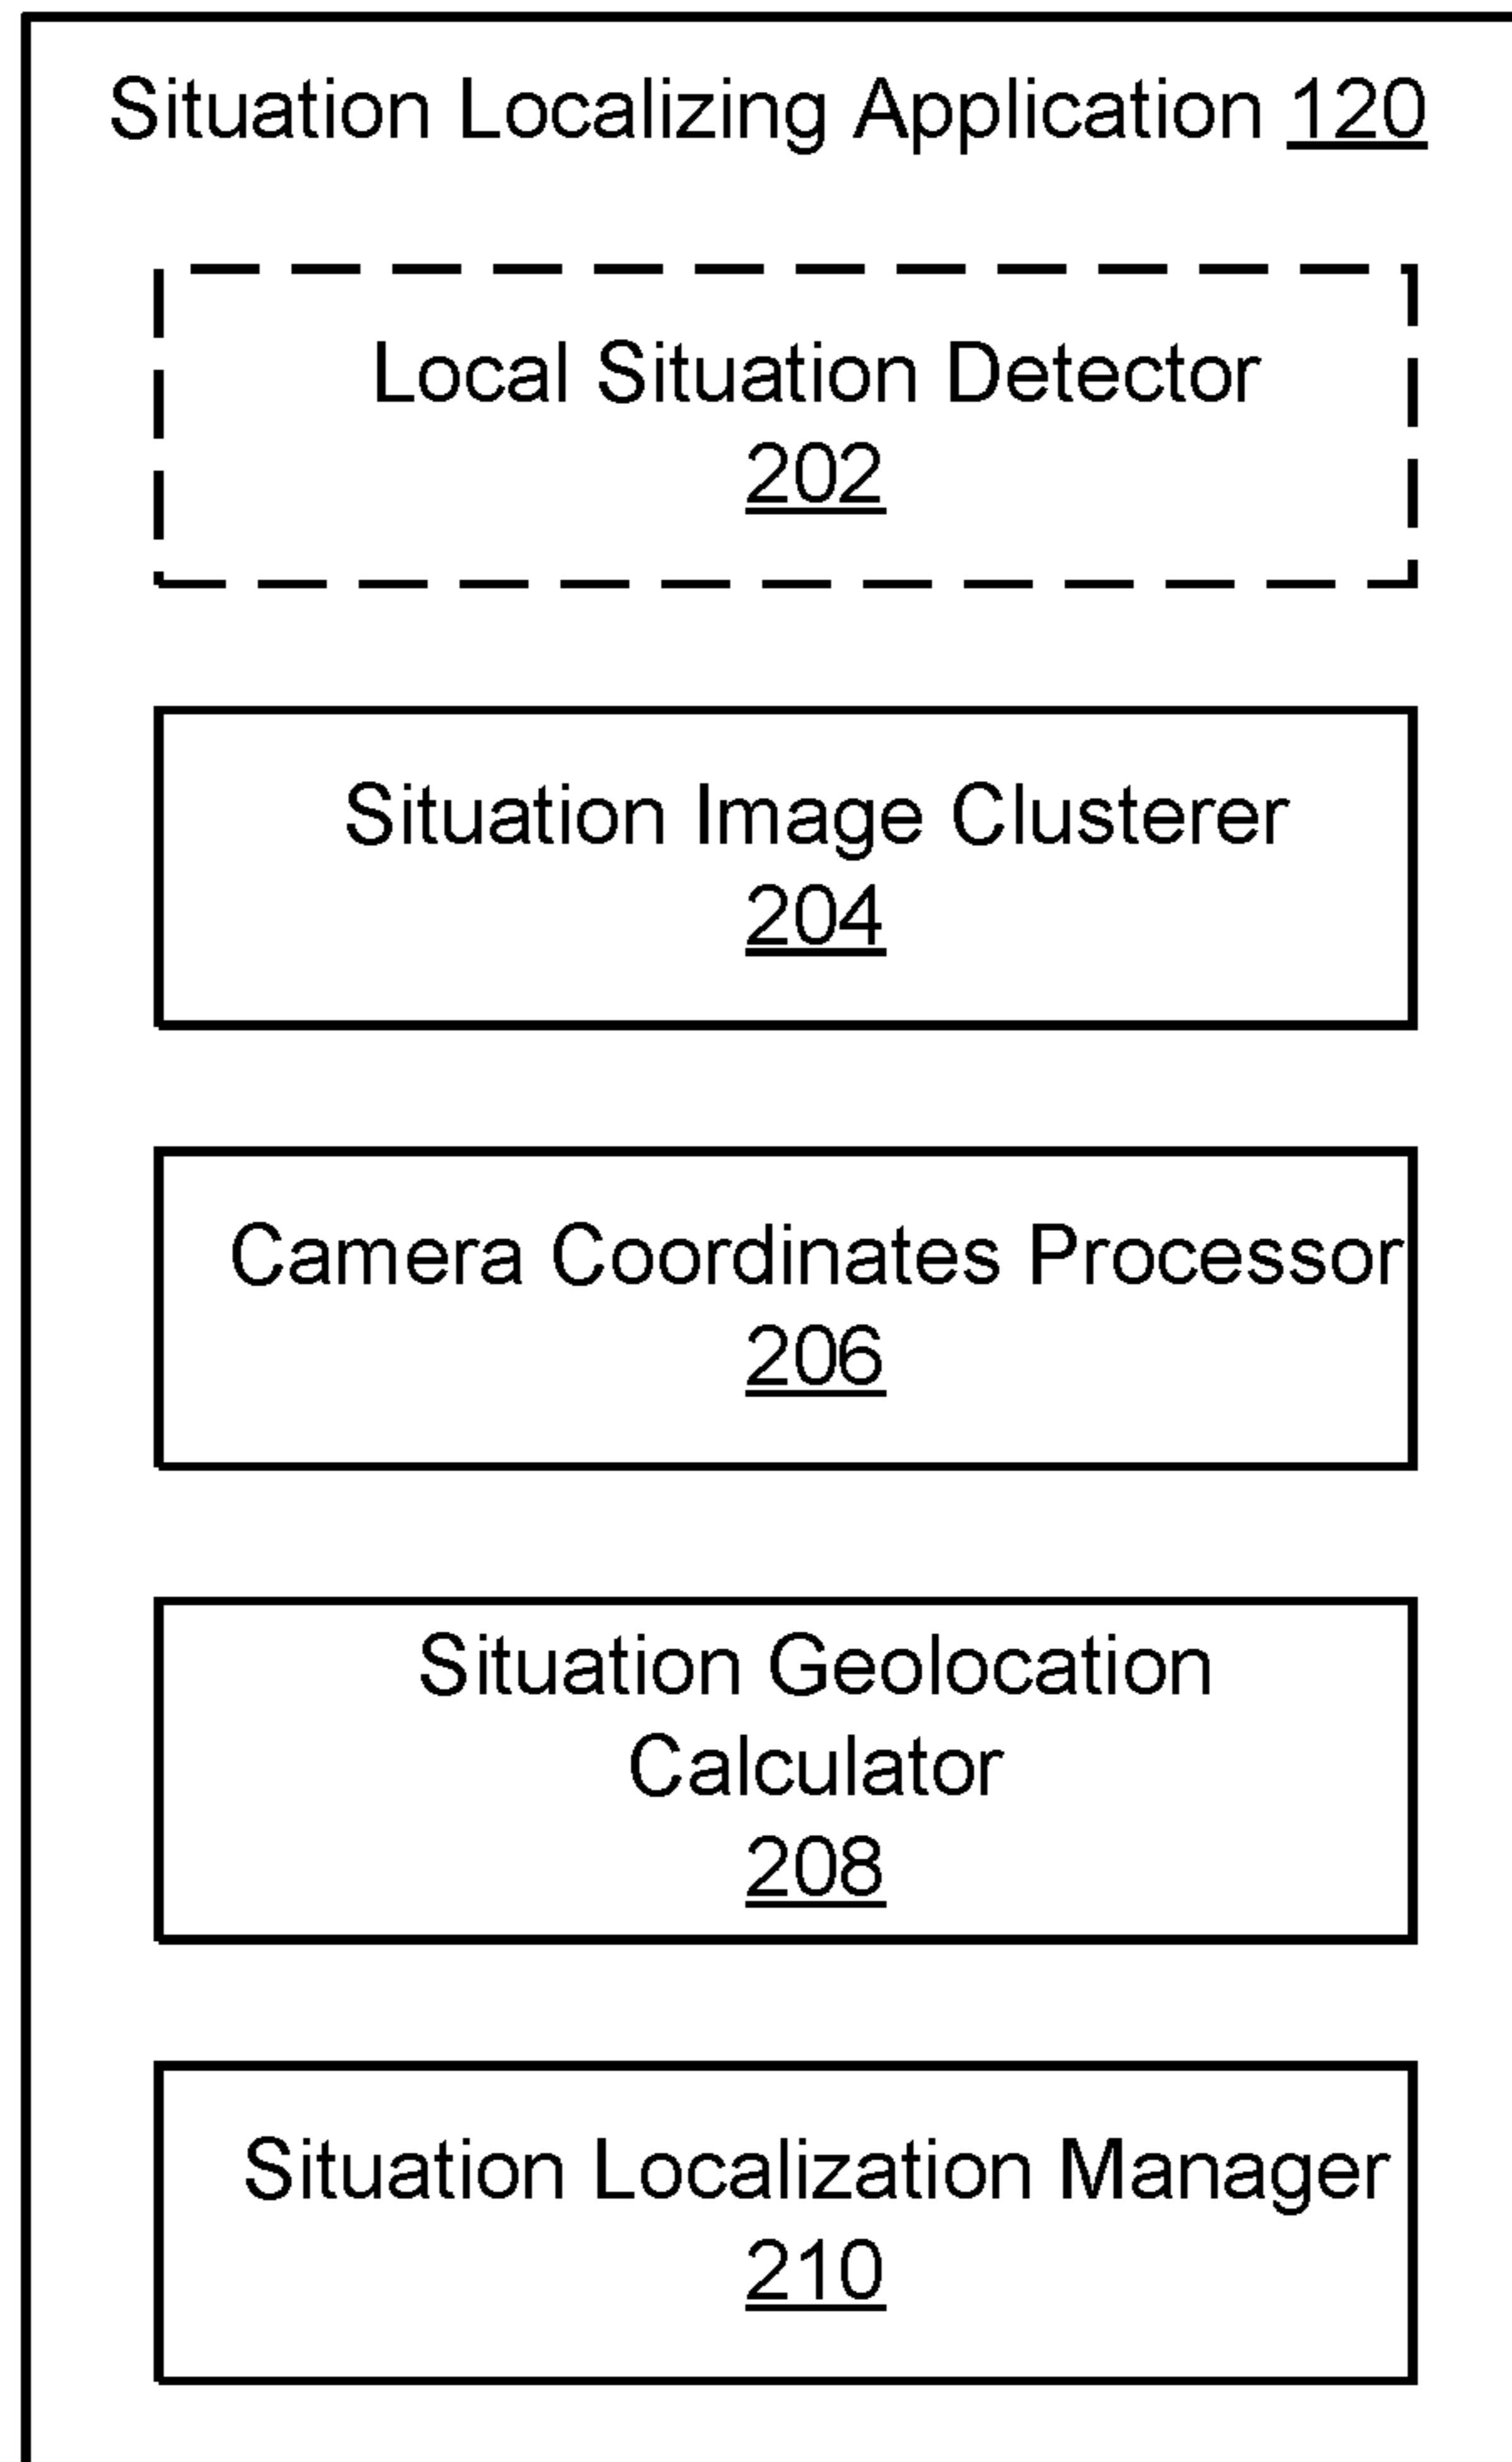 Situation Localizing Application 120
Local Situation Detector
202
Situation Image Clusterer
204
Camera Coordinates Processor
206
Situation Geolocation
Calculator
208
Situation Localization Manager
210